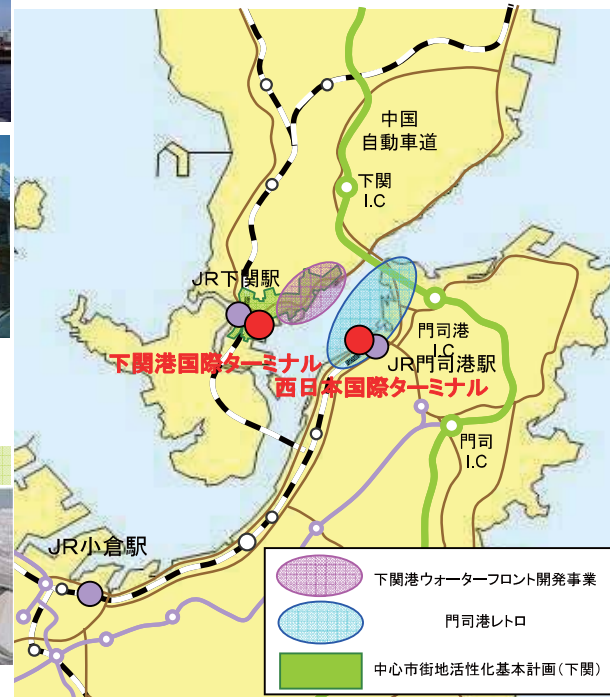 中国
自動車道
下関
I.C
JR下関駅
門司港
I.C
下関港国際ターミナル
JR門司港駅
西日本国際ターミナル
門司
I.C
JR小倉駅
下関港ウォーターフロント開発事業
門司港レトロ
中心市街地活性化基本計画(下関)